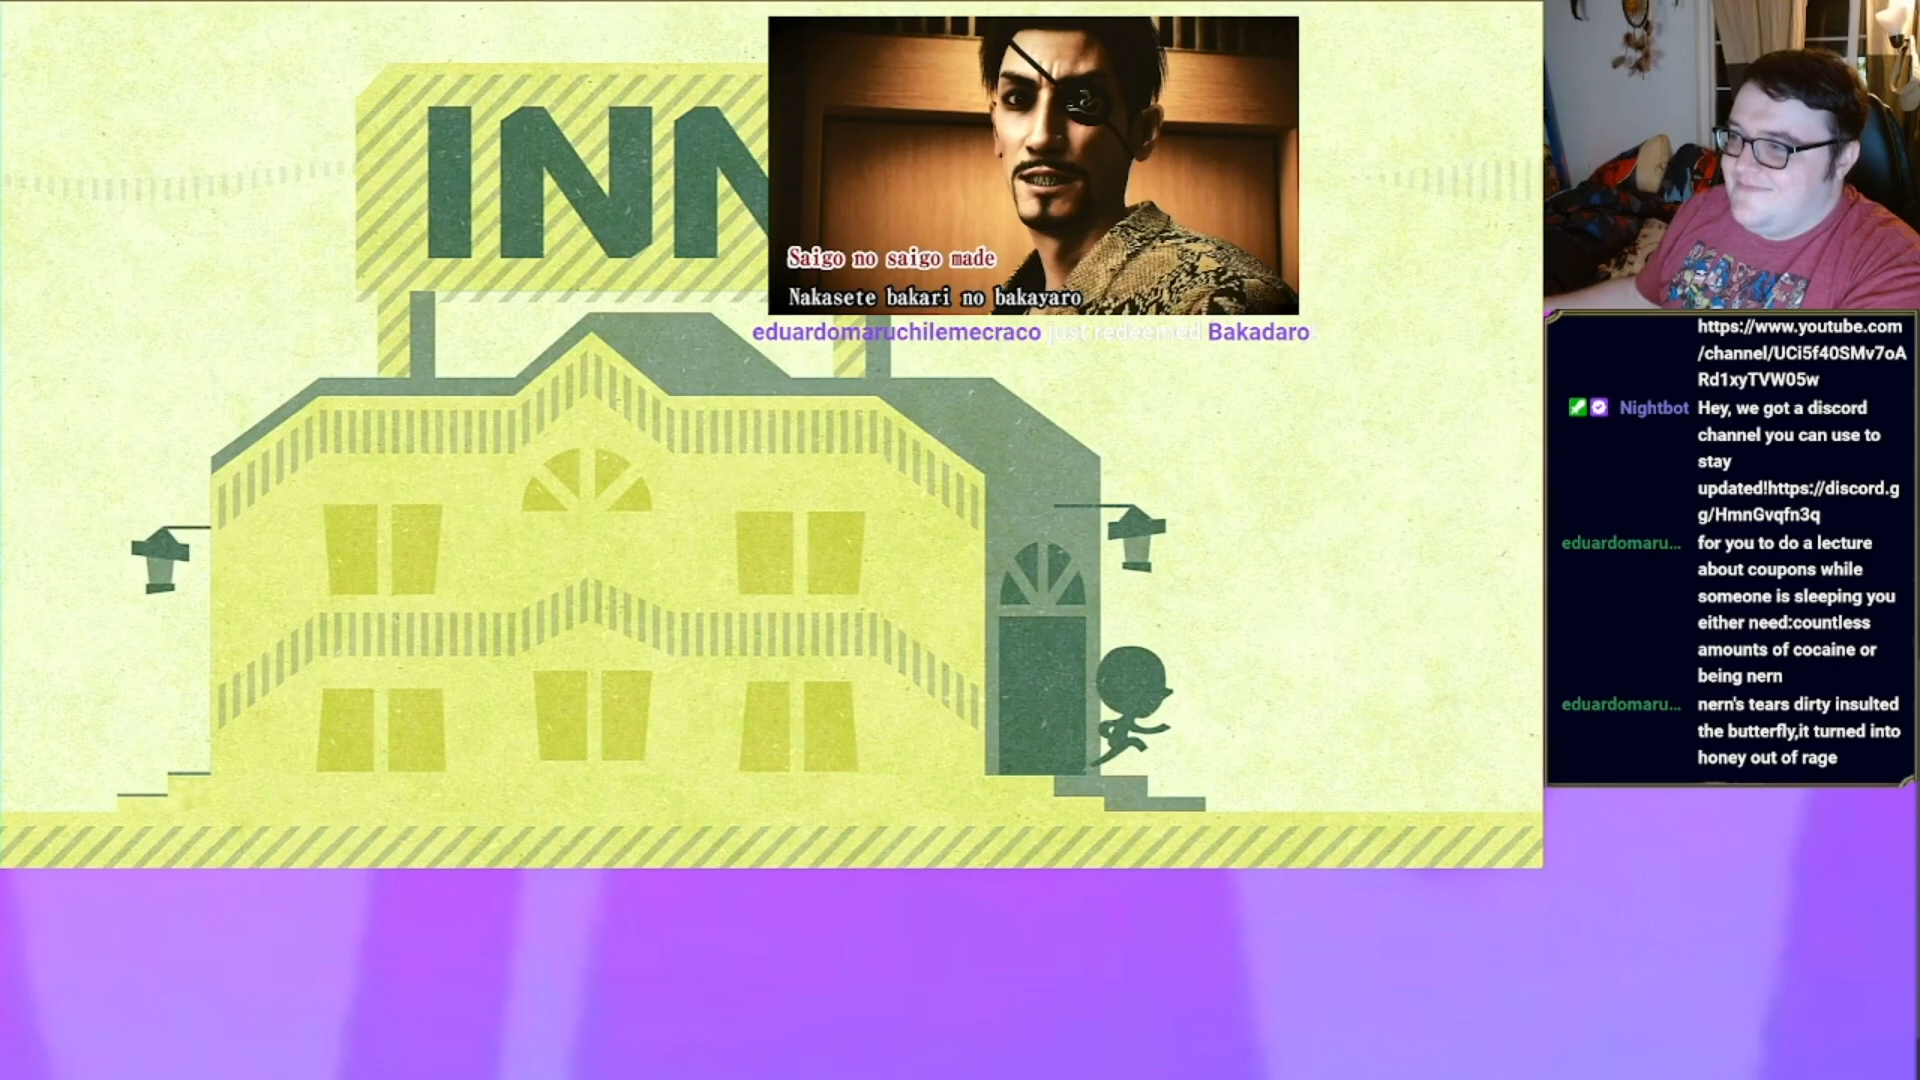 INN
Saigo no saigo made
Nakasete bakari no bakayaro
eduardomaruchilemecraco just redeemed Bakadaro
https://www.youtube.com
/channel/UCi5f40SMv7oA
Rd1xyTVW05w
Nightbot Hey, we got a discord
channel you can use to
stay
updated!https://discord.g
g/HmnGvqfn3q
eduardomaru... for you to do a lecture
about coupons while
someone is sleeping you
either need:countless
amounts of cocaine or
being nern
eduardomaru... nern's tears dirty insulted
the butterfly,it turned into
honey out of rage